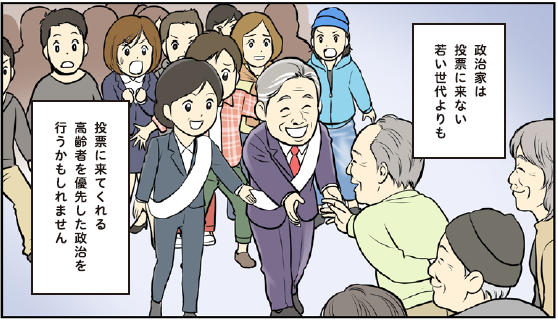 政治家は
投票に来ない
若い世代よりも
投票に来てくれる
高齢者を優先した政治を
行うかもしれません